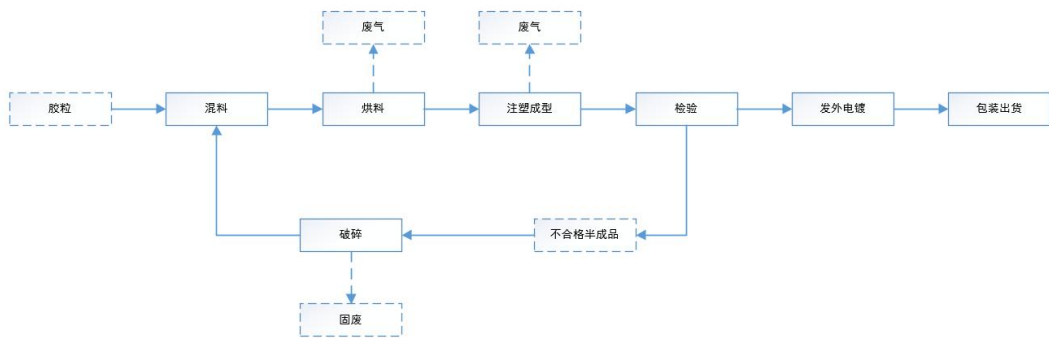 废气
废气
胶粒
混料
烘料
注塑成型
检验
发外电镀
包装出货
破碎
不合格半成品
固废